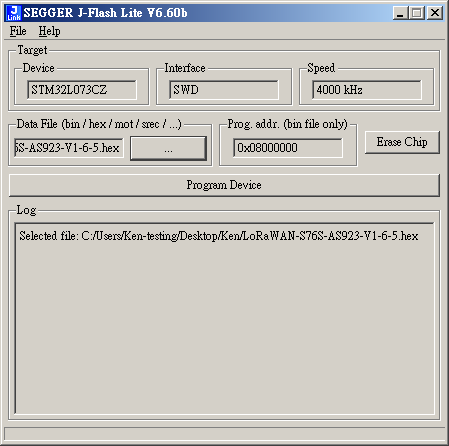 SEGGER J-Flash Lite V6.60b
File Help
Target
Device
Interface
Speed
STM32L073CZ
SWD
4000 kHz
Data File (bin / hex / mot / srec / ...)
Prog. addr. (bin file only)
S-AS923-V1-6-5.hex
...
0x08000000
Erase Chip
Program Device
Log
Selected file: C:/Users/Ken-testing/Desktop/Ken/LoRaWAN-S76S-AS923-V1-6-5.hex